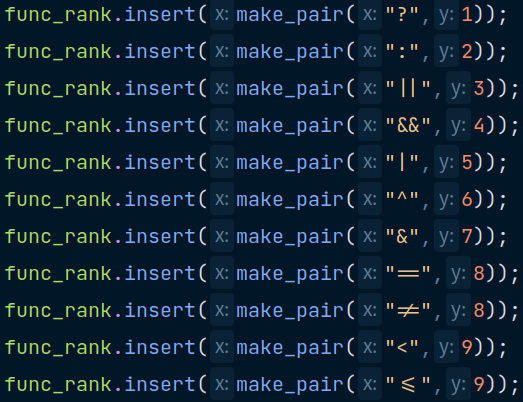 func_rank.insert(x:make_pair(x:"?",y:1));
func_rank.insert(x:make_pair(x:":",y:2));
func_rank.insert(x:make_pair(x:"||",y:3));
func_rank.insert(x:make_pair(x:"&&",y:4));
func_rank.insert(x:make_pair(x:"|",y:5));
func_rank.insert(x:make_pair(x:"^",y:6));
func_rank.insert(x:make_pair(x:"&",y:7));
func_rank.insert(x:make_pair(x:"==",y:8));
func_rank.insert(x:make_pair(x:"!=",y:8));
func_rank.insert(x:make_pair(x:"<",y:9));
func_rank.insert(x:make_pair(x:"<=",y:9));